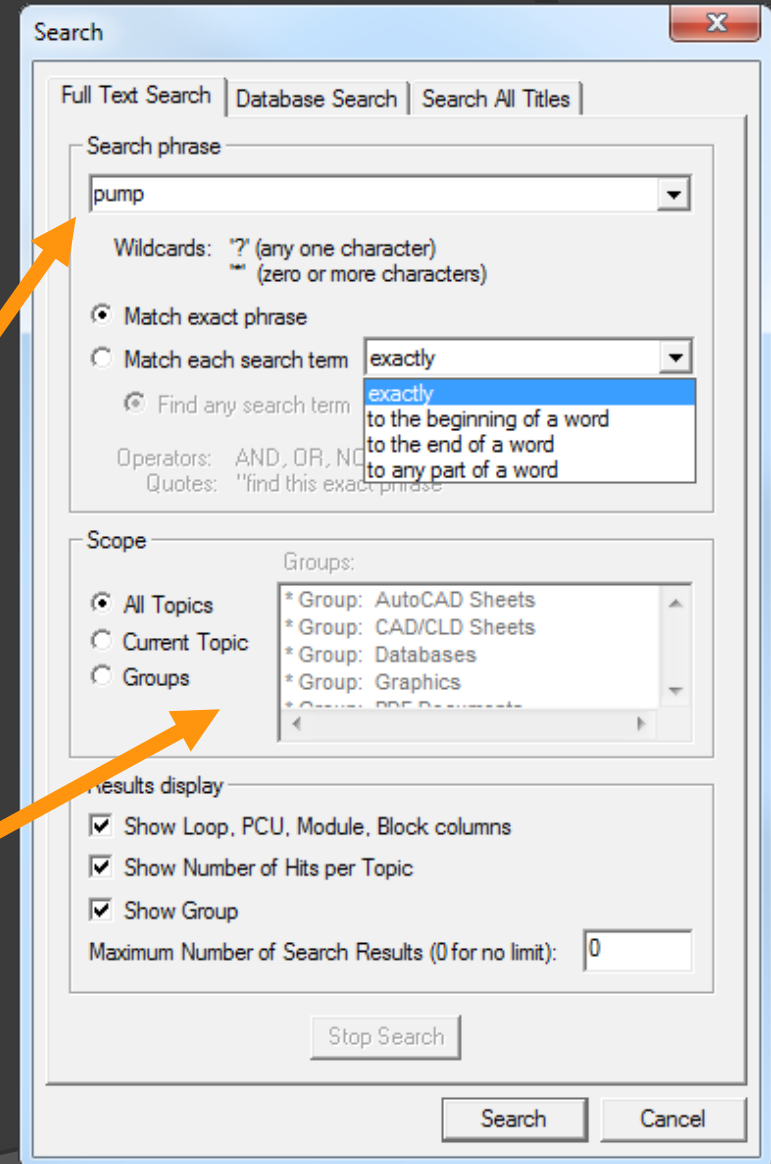 Search
Full Text Search Database Search Search All Titles
Search phrase
pump
Wildcards: "?" (any one character)
"*" (zero or more characters)
Match exact phrase
Match each search term exactly
exactly
to the beginning of a word
to the end of a word
to any part of a word
Find any search term
Operators: AND, OR,
Quotes: "find this exact phrase
Scope
Groups:
All Topics
Current Topic
Groups
* Group: AutoCAD Sheets
* Group: CAD/CLD Sheets
* Group: Databases
* Group: Graphics
Results display
Show Loop, PCU, Module, Block columns
Show Number of Hits per Topic
Show Group
Maximum Number of Search Results (0 for no limit): 0
Stop Search
Search Cancel